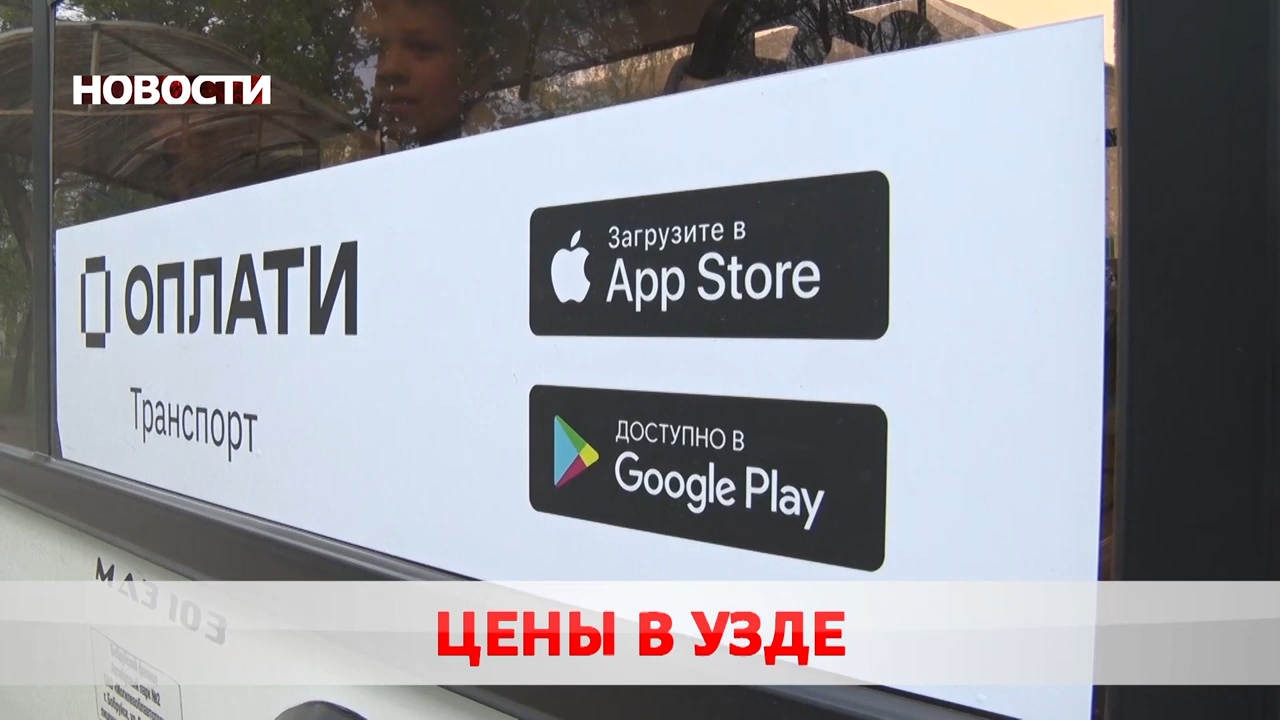 НОВОСТИ
ОПЛАТИ
Транспорт
Загрузите в
App Store
ДОСТУПНО В
Google Play
МАЗ 103
ЦЕНЫ В УЗДЕ